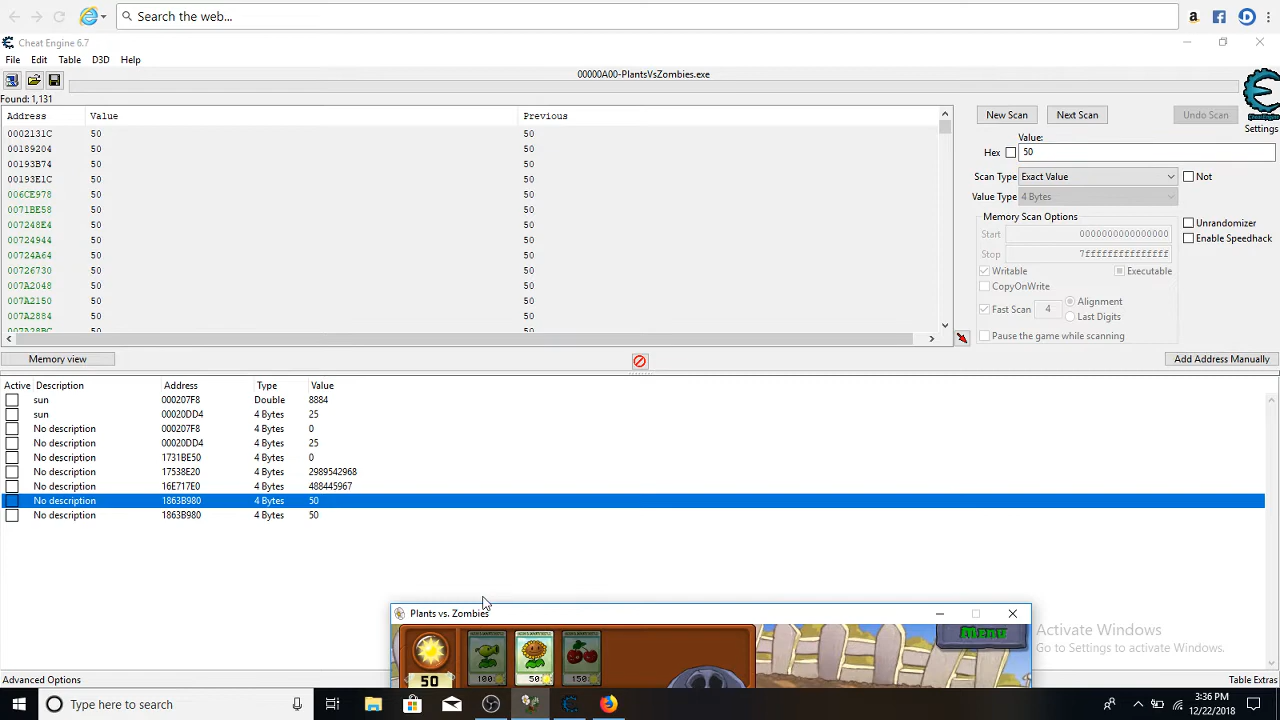 Search the web...
Cheat Engine 6.7
File Edit Table D3D Help
00000A00-PlantsVsZombies.exe
Found: 1,131
Address Value Previous
0002131C 50 50
00189204 50 50
00193B74 50 50
00193E1C 50 50
006CE978 50 50
0071BE58 50 50
007248E4 50 50
00724944 50 50
00724A64 50 50
00726730 50 50
007A2048 50 50
007A2150 50 50
007A2884 50 50
007A28BC 50 50
New Scan Next Scan Undo Scan
Settings
Value:
Hex 50
Scan Type Exact Value Not
Value Type 4 Bytes
Memory Scan Options
Start 0000000000000000
Stop 7fffffffffffffff
Writable Executable
CopyOnWrite
Fast Scan 4 Alignment
Last Digits
Pause the game while scanning
Unrandomizer
Enable Speedhack
Memory view Add Address Manually
Active Description Address Type Value
sun 000207F8 Double 8884
sun 00020DD4 4 Bytes 25
No description 000207F8 4 Bytes 0
No description 00020DD4 4 Bytes 25
No description 1731BE50 4 Bytes 0
No description 17538E20 4 Bytes 2989542968
No description 16E717E0 4 Bytes 488445967
No description 1863B980 4 Bytes 50
No description 1863B980 4 Bytes 50
Plants vs. Zombies
Menu
50 100 50 150
Activate Windows
Go to Settings to activate Windows.
Advanced Options Table Extras
Type here to search
3:36 PM
12/22/2018